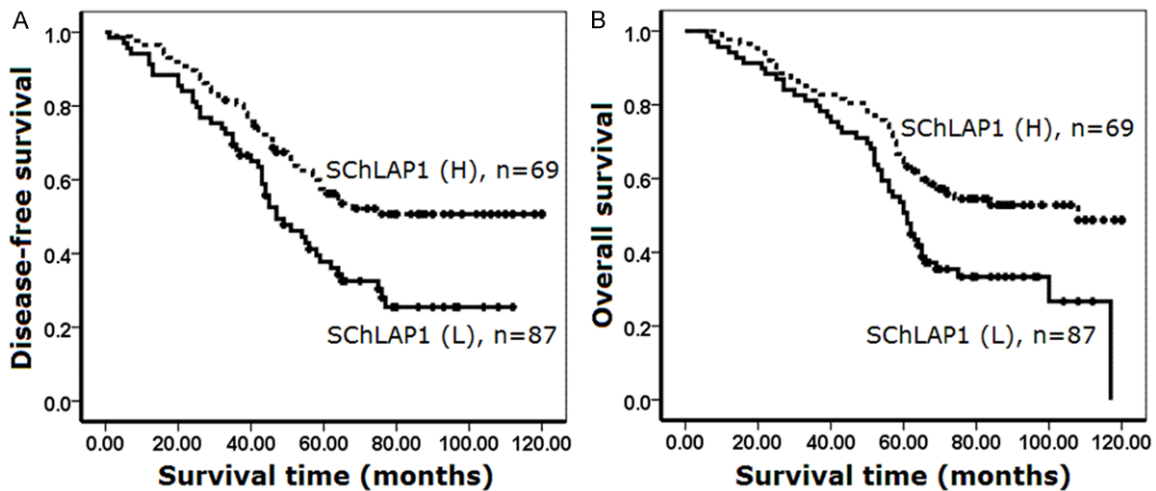 A
Disease-free survival
1.0
0.8
0.6
0.4
0.2
0.0
SChLAP1 (H), n=69
SChLAP1 (L), n=87
0.00 20.00 40.00 60.00 80.00 100.00 120.00
Survival time (months)
B
Overall survival
1.0
0.8
0.6
0.4
0.2
0.0
SChLAP1 (H), n=69
SChLAP1 (L), n=87
0.00 20.00 40.00 60.00 80.00 100.00 120.00
Survival time (months)